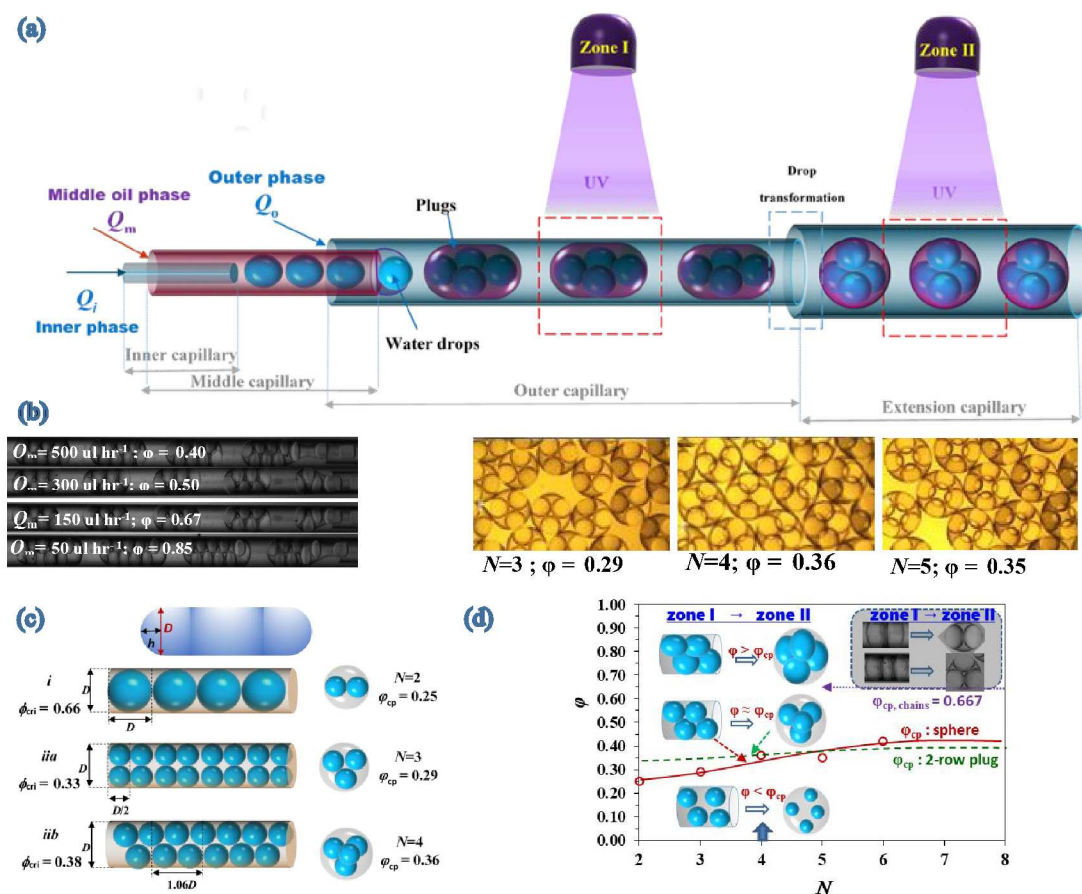 (a)
Zone I
Zone II
UV
UV
Drop
transformation
Middle oil phase
Qm
Outer phase
Qo
Plugs
Qi
Inner phase
Water drops
Inner capillary
Middle capillary
Outer capillary
Extension capillary
(b)
Om= 500 ul hr-1 ; φ = 0.40
Om= 300 ul hr-1; φ = 0.50
Qm= 150 ul hr-1; φ = 0.67
Om= 50 ul hr-1; φ = 0.85
N=3 ; φ = 0.29
N=4; φ = 0.36
N=5; φ = 0.35
(c)
D
h
i
ϕcri = 0.66
D
D
N=2
φcp = 0.25
iia
ϕcri = 0.33
D
D/2
N=3
φcp = 0.29
iib
ϕcri = 0.38
D
1.06D
N=4
φcp = 0.36
(d)
φ
1.00
0.90
0.80
0.70
0.60
0.50
0.40
0.30
0.20
0.10
0.00
2 3 4 5 6 7 8
N
zone I → zone II
φ > φcp
φ ≈ φcp
φ < φcp
zone I → zone II
φcp, chains = 0.667
φcp : sphere
φcp : 2-row plug